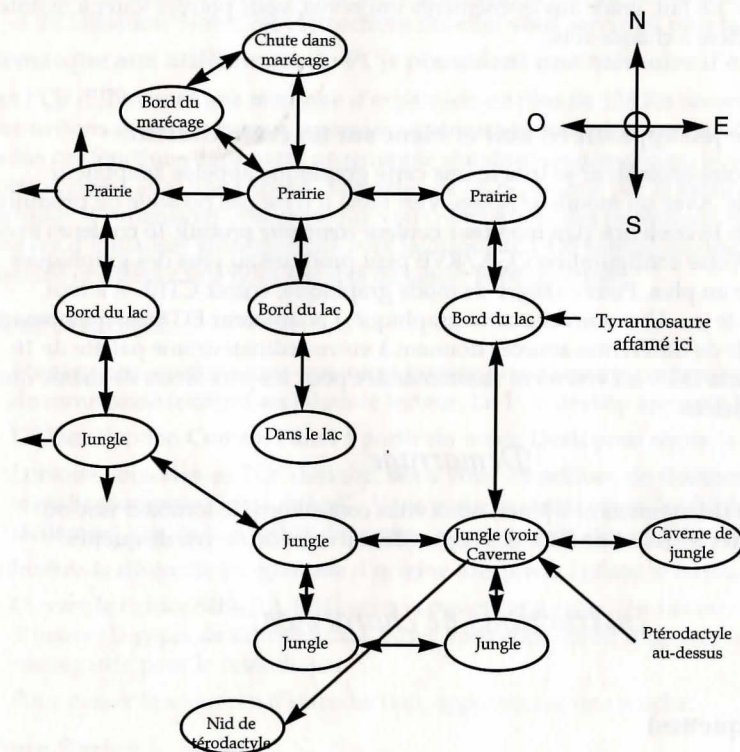 Chute dans
marécage
N
Bord du
marécage
O
E
S
Prairie
Prairie
Prairie
Bord du lac
Bord du lac
Bord du lac
Tyrannosaure
affamé ici
Jungle
Dans le lac
Jungle
Jungle (voir
Caverne
Caverne de
jungle
Jungle
Jungle
Ptérodactyle
au-dessus
Nid de
térodactyle